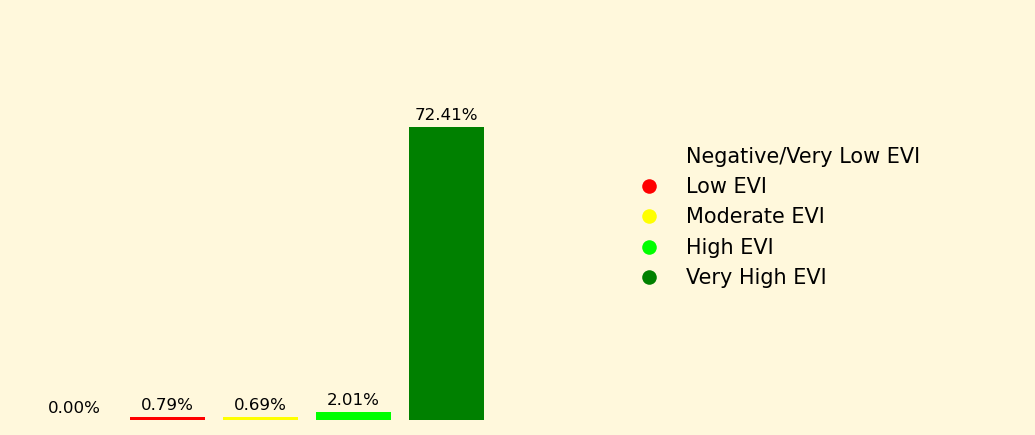 72.41%
0.00%
0.79%
0.69%
2.01%
Negative/Very Low EVI
Low EVI
Moderate EVI
High EVI
Very High EVI